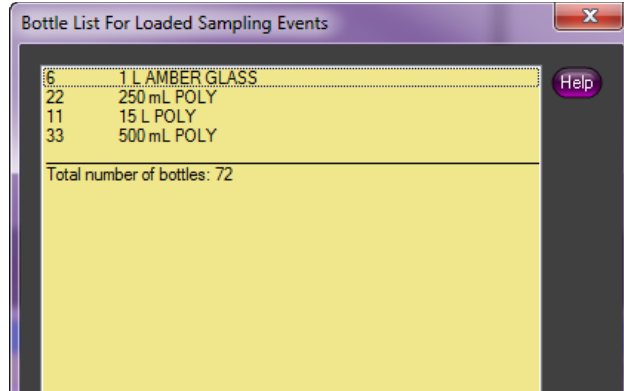 Bottle List For Loaded Sampling Events
6 1 L AMBER GLASS
Help
22 250 mL POLY
11 15 L POLY
33 500 mL POLY
Total number of bottles: 72